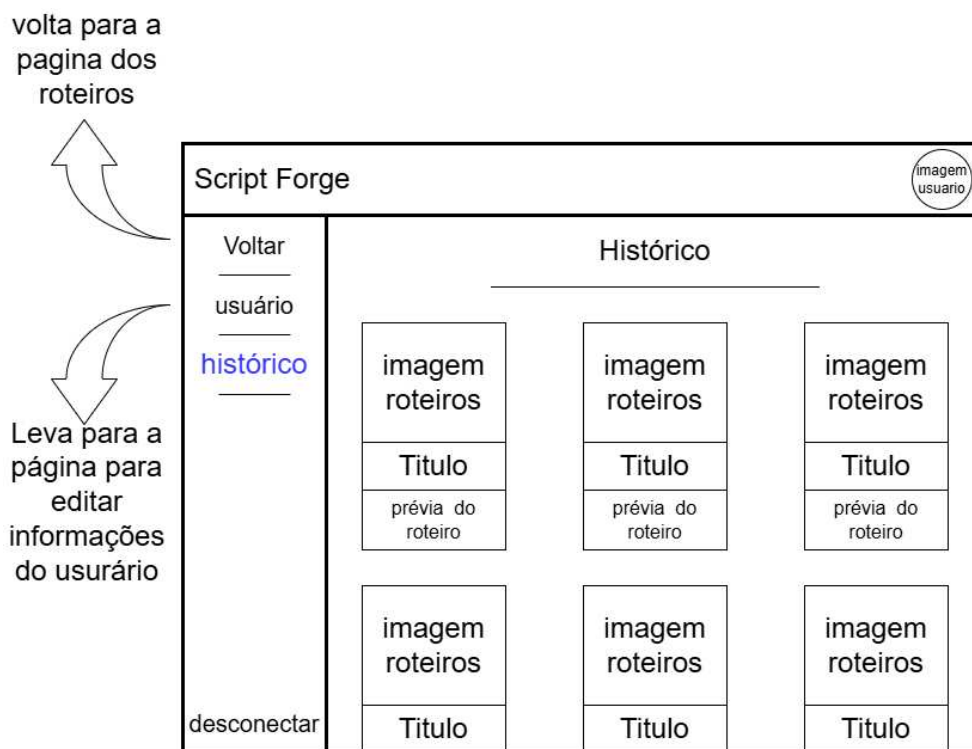 volta para a
pagina dos
roteiros
Script Forge
imagem
usuario
Voltar
usuário
histórico
Leva para a
página para
editar
informações
do usurário
desconectar
Histórico
imagem
roteiros
Titulo
prévia do
roteiro
imagem
roteiros
Titulo
prévia do
roteiro
imagem
roteiros
Titulo
prévia do
roteiro
imagem
roteiros
Titulo
imagem
roteiros
Titulo
imagem
roteiros
Titulo